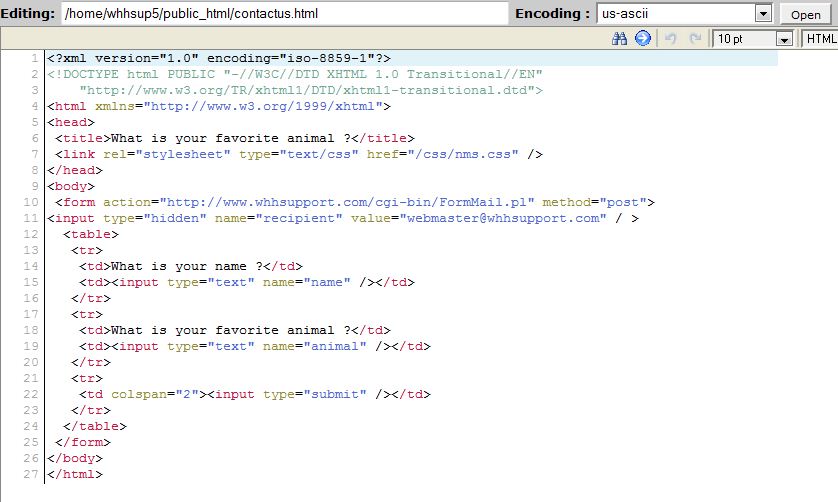 Editing: /home/whhsup5/public_html/contactus.html Encoding : us-ascii Open
10 pt HTML
1 <?xml version="1.0" encoding="iso-8859-1"?>
2 <!DOCTYPE html PUBLIC "-//W3C//DTD XHTML 1.0 Transitional//EN"
3     "http://www.w3.org/TR/xhtml1/DTD/xhtml1-transitional.dtd">
4 <html xmlns="http://www.w3.org/1999/xhtml">
5 <head>
6  <title>What is your favorite animal ?</title>
7  <link rel="stylesheet" type="text/css" href="/css/nms.css" />
8 </head>
9 <body>
10  <form action="http://www.whhsupport.com/cgi-bin/FormMail.pl" method="post">
11 <input type="hidden" name="recipient" value="webmaster@whhsupport.com" / >
12   <table>
13    <tr>
14     <td>What is your name ?</td>
15     <td><input type="text" name="name" /></td>
16    </tr>
17    <tr>
18     <td>What is your favorite animal ?</td>
19     <td><input type="text" name="animal" /></td>
20    </tr>
21    <tr>
22     <td colspan="2"><input type="submit" /></td>
23    </tr>
24   </table>
25  </form>
26 </body>
27 </html>